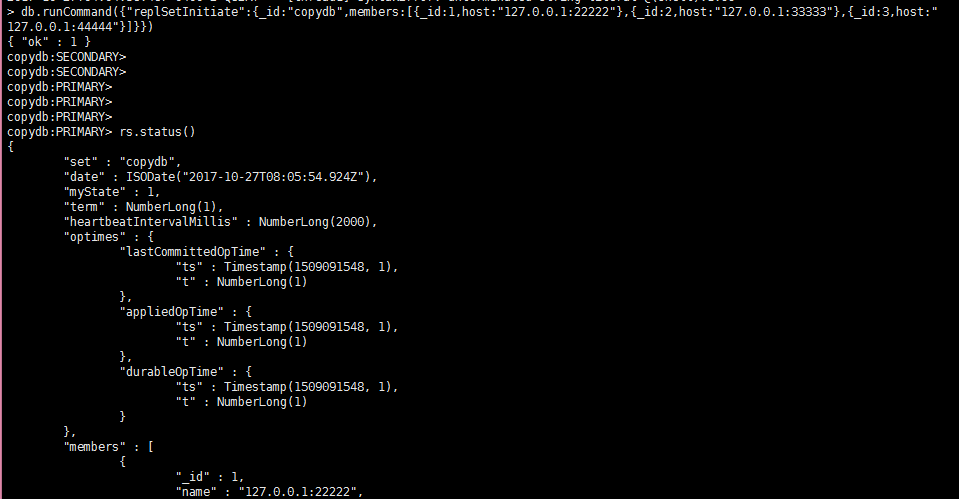 > db.runCommand({"replSetInitiate":{_id:"copydb",members:[{_id:1,host:"127.0.0.1:22222"},{_id:2,host:"127.0.0.1:33333"},{_id:3,host:"
127.0.0.1:44444"}]}})
{ "ok" : 1 }
copydb:SECONDARY>
copydb:SECONDARY>
copydb:PRIMARY>
copydb:PRIMARY>
copydb:PRIMARY>
copydb:PRIMARY> rs.status()
{
"set" : "copydb",
"date" : ISODate("2017-10-27T08:05:54.924Z"),
"myState" : 1,
"term" : NumberLong(1),
"heartbeatIntervalMillis" : NumberLong(2000),
"optimes" : {
"lastCommittedOpTime" : {
"ts" : Timestamp(1509091548, 1),
"t" : NumberLong(1)
},
"appliedOpTime" : {
"ts" : Timestamp(1509091548, 1),
"t" : NumberLong(1)
},
"durableOpTime" : {
"ts" : Timestamp(1509091548, 1),
"t" : NumberLong(1)
}
},
"members" : [
{
"_id" : 1,
"name" : "127.0.0.1:22222",